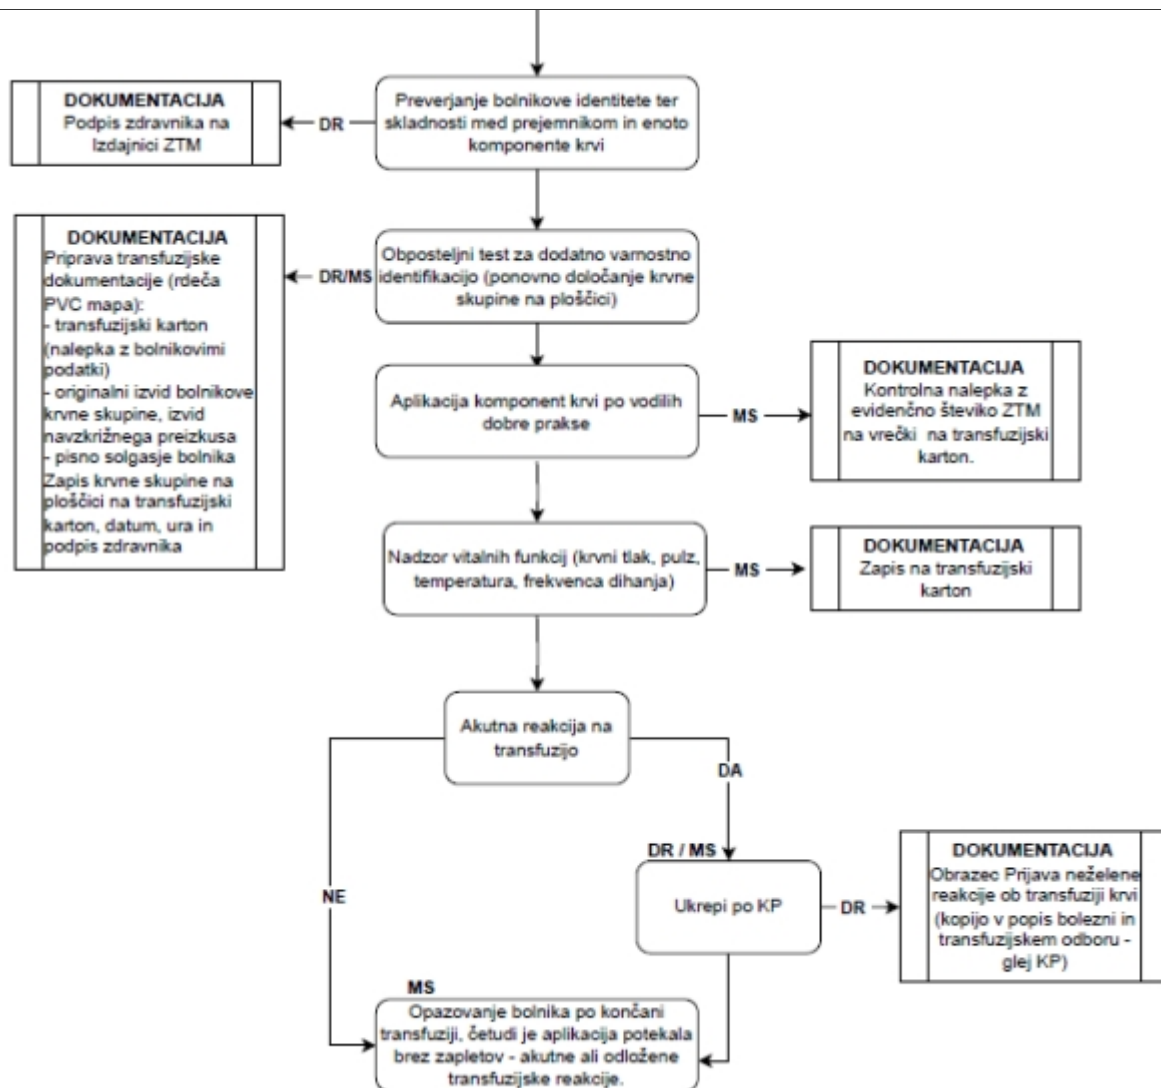 Preverjanje bolnikove identitete ter
skladnosti med prejemnikom in enoto
komponente krvi
DR
DOKUMENTACIJA
Podpis zdravnika na
Izdajnici ZTM
Obposteljni test za dodatno varnostno
identifikacijo (ponovno določanje krvne
skupine na ploščici)
DR/MS
DOKUMENTACIJA
Priprava transfuzijske
dokumentacije (rdeča
PVC mapa):
- transfuzijski karton
(nalepka z bolnikovimi
podatki)
- originalni izvid bolnikove
krvne skupine, izvid
navzkrižnega preizkusa
- pisno solgasje bolnika
Zapis krvne skupine na
ploščici na transfuzijski
karton, datum, ura in
podpis zdravnika
Aplikacija komponent krvi po vodilih
dobre prakse
MS
DOKUMENTACIJA
Kontrolna nalepka z
evidenčno številko ZTM
na vrečki na transfuzijski
karton.
Nadzor vitalnih funkcij (krvni tlak, pulz,
temperatura, frekvenca dihanja)
MS
DOKUMENTACIJA
Zapis na transfuzijski
karton
Akutna reakcija na
transfuzijo
NE
DA
DR / MS
Ukrepi po KP
DR
DOKUMENTACIJA
Obrazec Prijava neželene
reakcije ob transfuziji krvi
(kopijo v popis bolezni in
transfuzijskem odboru -
glej KP)
MS
Opazovanje bolnika po končani
transfuziji, četudi je aplikacija potekala
brez zapletov - akutne ali odložene
transfuzijske reakcije.